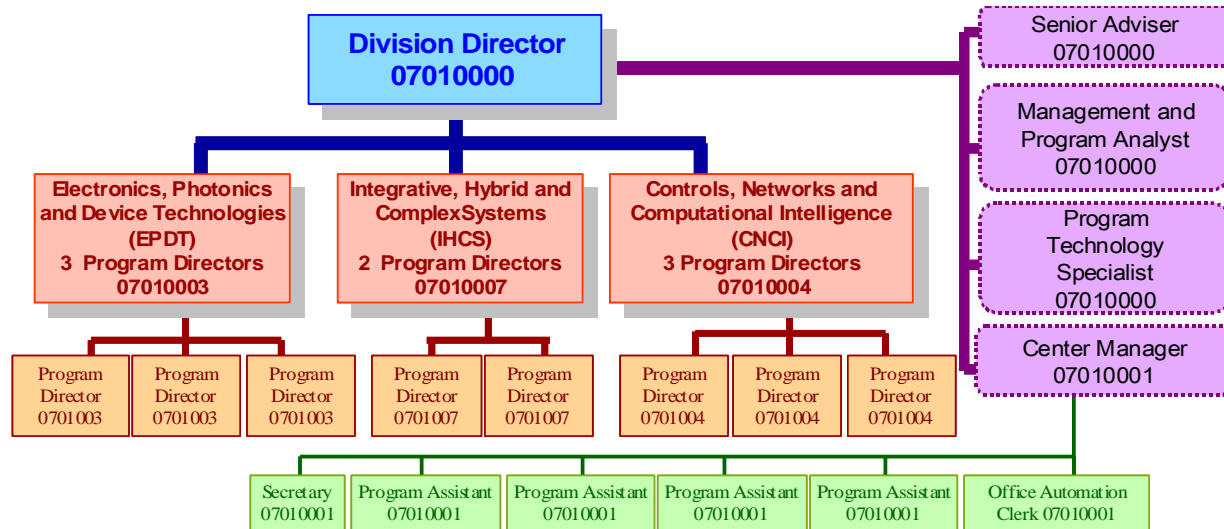 Division Director
07010000
Senior Adviser
07010000
Management and
Program Analyst
07010000
Program
Technology
Specialist
07010000
Center Manager
07010001
Electronics, Photonics
and Device Technologies
(EPDT)
3 Program Directors
07010003
Integrative, Hybrid and
ComplexSystems
(IHCS)
2 Program Directors
07010007
Controls, Networks and
Computational Intelligence
(CNCI)
3 Program Directors
07010004
Program
Director
0701003
Program
Director
0701003
Program
Director
0701003
Program
Director
0701007
Program
Director
0701007
Program
Director
0701004
Program
Director
0701004
Program
Director
0701004
Secretary
07010001
Program Assistant
07010001
Program Assistant
07010001
Program Assistant
07010001
Program Assistant
07010001
Office Automation
Clerk 07010001